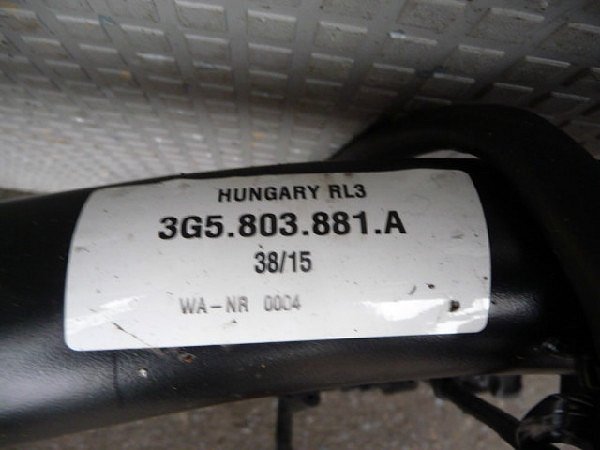 HUNGARY RL3
3G5.803.881.A
38/15
WA-NR 0004